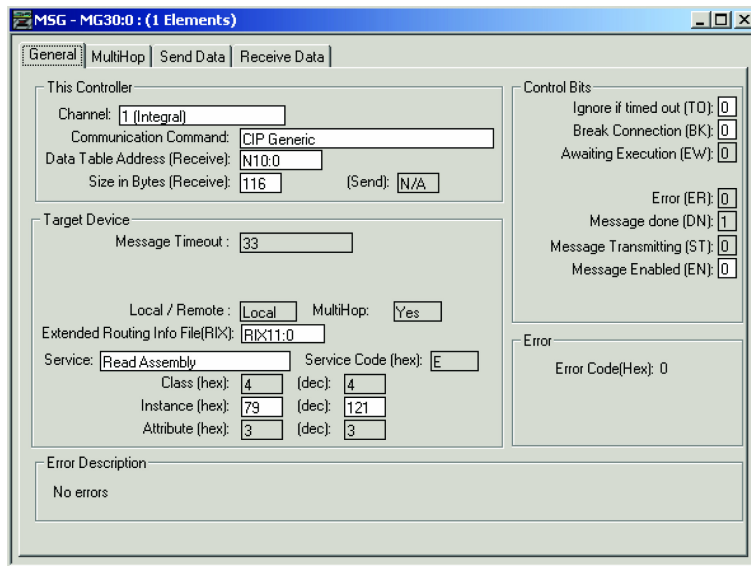 MSG - MG30:0 : (1 Elements)
General MultiHop Send Data Receive Data
This Controller
Channel: 1 (Integral)
Communication Command: CIP Generic
Data Table Address (Receive): N10:0
Size in Bytes (Receive): 116 (Send): N/A
Target Device
Message Timeout : 33
Local / Remote : Local MultiHop: Yes
Extended Routing Info File(RIX): RIX11:0
Service: Read Assembly Service Code (hex): E
Class (hex): 4 (dec): 4
Instance (hex): 79 (dec): 121
Attribute (hex): 3 (dec): 3
Control Bits
Ignore if timed out (TO): 0
Break Connection (BK): 0
Awaiting Execution (EW): 0
Error (ER): 0
Message done (DN): 1
Message Transmitting (ST): 0
Message Enabled (EN): 0
Error
Error Code(Hex): 0
Error Description
No errors